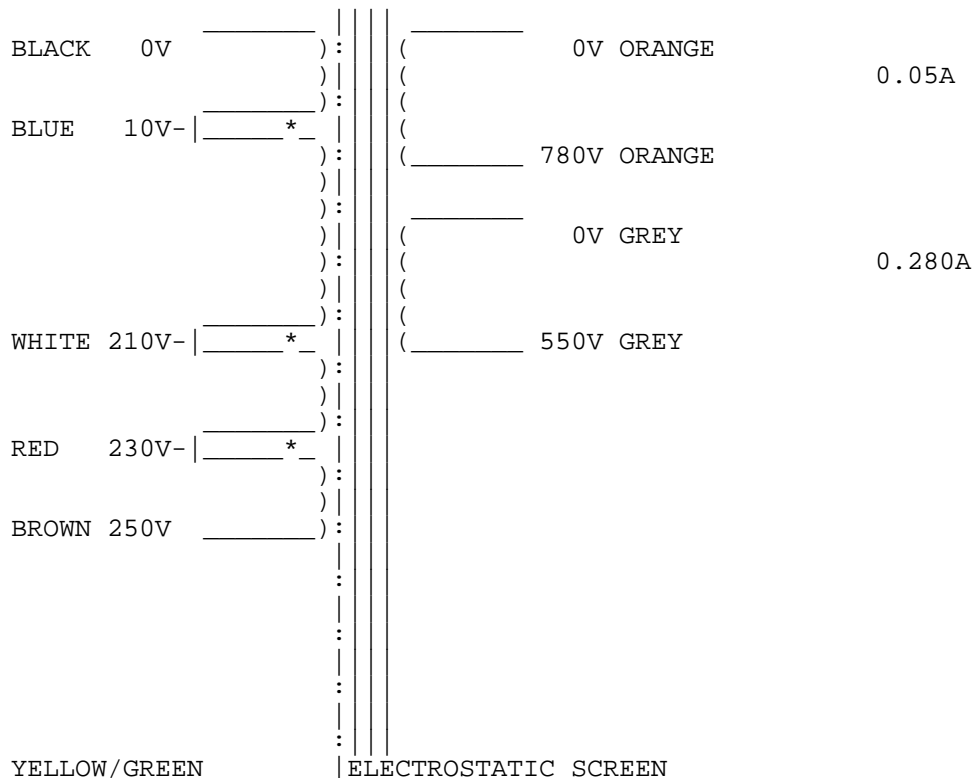 BLACK 0V 0V ORANGE
0.05A
BLUE 10V
780V ORANGE
0V GREY
0.280A
WHITE 210V 550V GREY
RED 230V
BROWN 250V
YELLOW/GREEN ELECTROSTATIC SCREEN